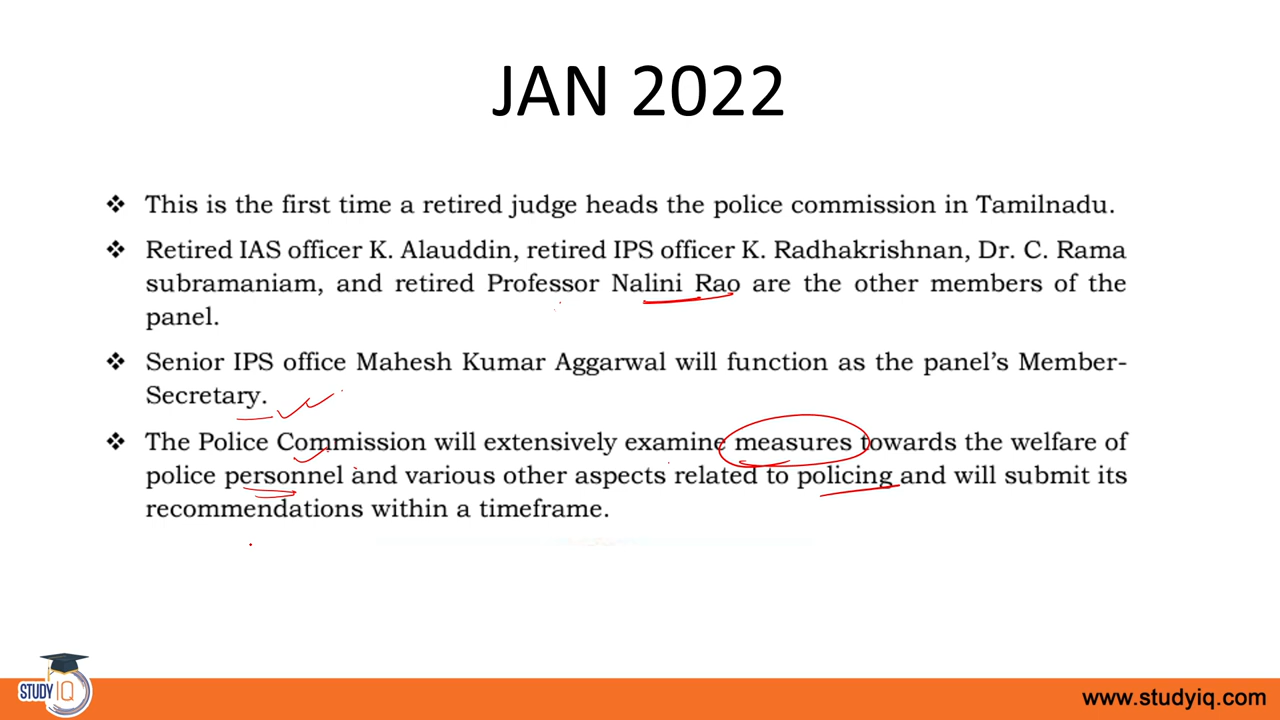 JAN 2022
❖ This is the first time a retired judge heads the police commission in Tamilnadu.
❖ Retired IAS officer K. Alauddin, retired IPS officer K. Radhakrishnan, Dr. C. Rama
subramaniam, and retired Professor Nalini Rao are the other members of the
panel.
❖ Senior IPS office Mahesh Kumar Aggarwal will function as the panel's Member-
Secretary.
❖ The Police Commission will extensively examine measures towards the welfare of
police personnel and various other aspects related to policing and will submit its
recommendations within a timeframe.
STUDY IQ
www.studyiq.com